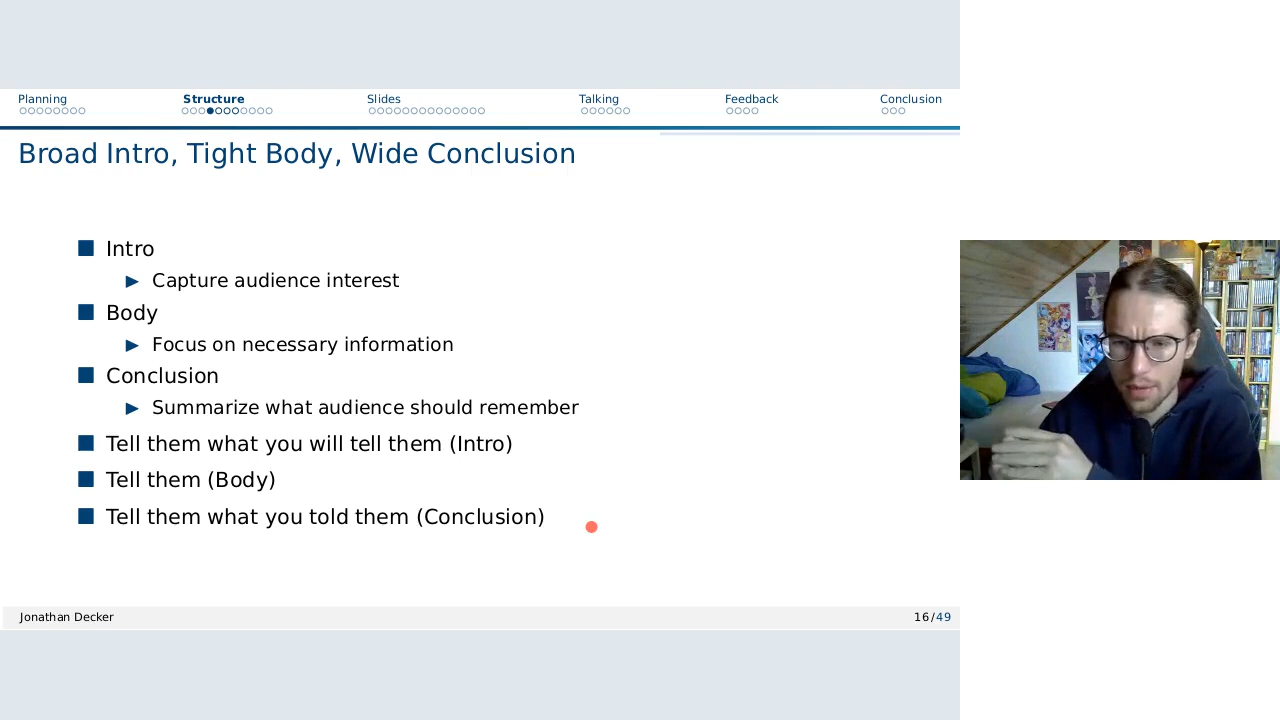 Planning
Structure
Slides
Talking
Feedback
Conclusion
Broad Intro, Tight Body, Wide Conclusion
Intro
Capture audience interest
Body
Focus on necessary information
Conclusion
Summarize what audience should remember
Tell them what you will tell them (Intro)
Tell them (Body)
Tell them what you told them (Conclusion)
Jonathan Decker
16/49